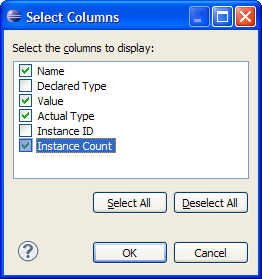 Select Columns
Select the columns to display:
Name
Declared Type
Value
Actual Type
Instance ID
Instance Count
Select All Deselect All
? OK Cancel